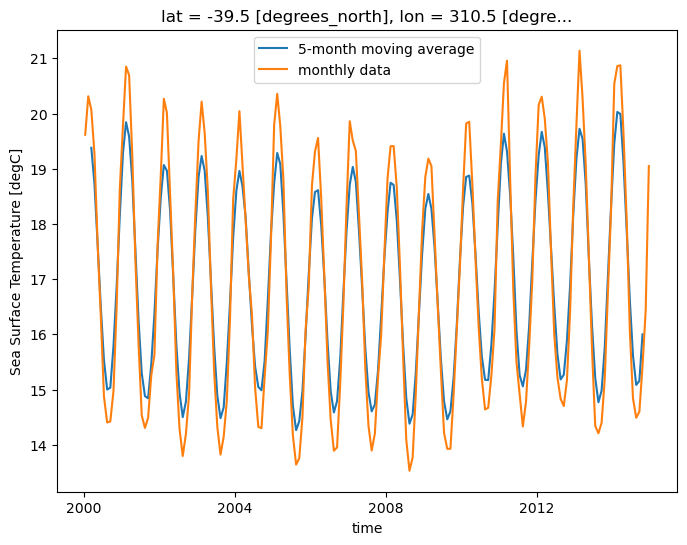 lat = -39.5 [degrees_north], lon = 310.5 [degre...
5-month moving average
monthly data
Sea Surface Temperature [degC]
21
20
19
18
17
16
15
14
2000
2004
2008
2012
time